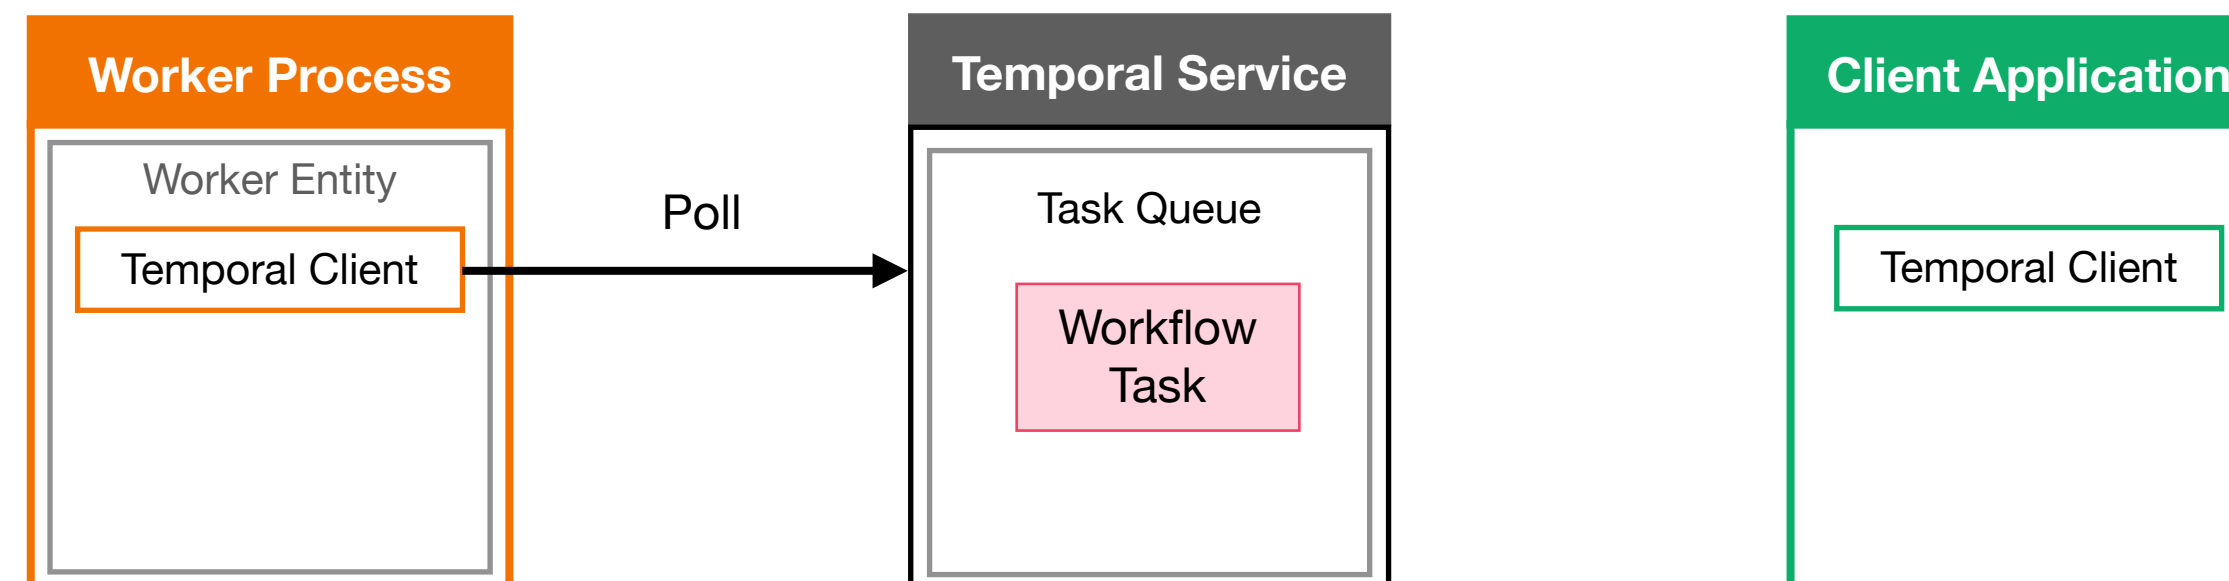 Worker Process
Worker Entity
Temporal Client
Poll
Temporal Service
Task Queue
Workflow
Task
Client Application
Temporal Client